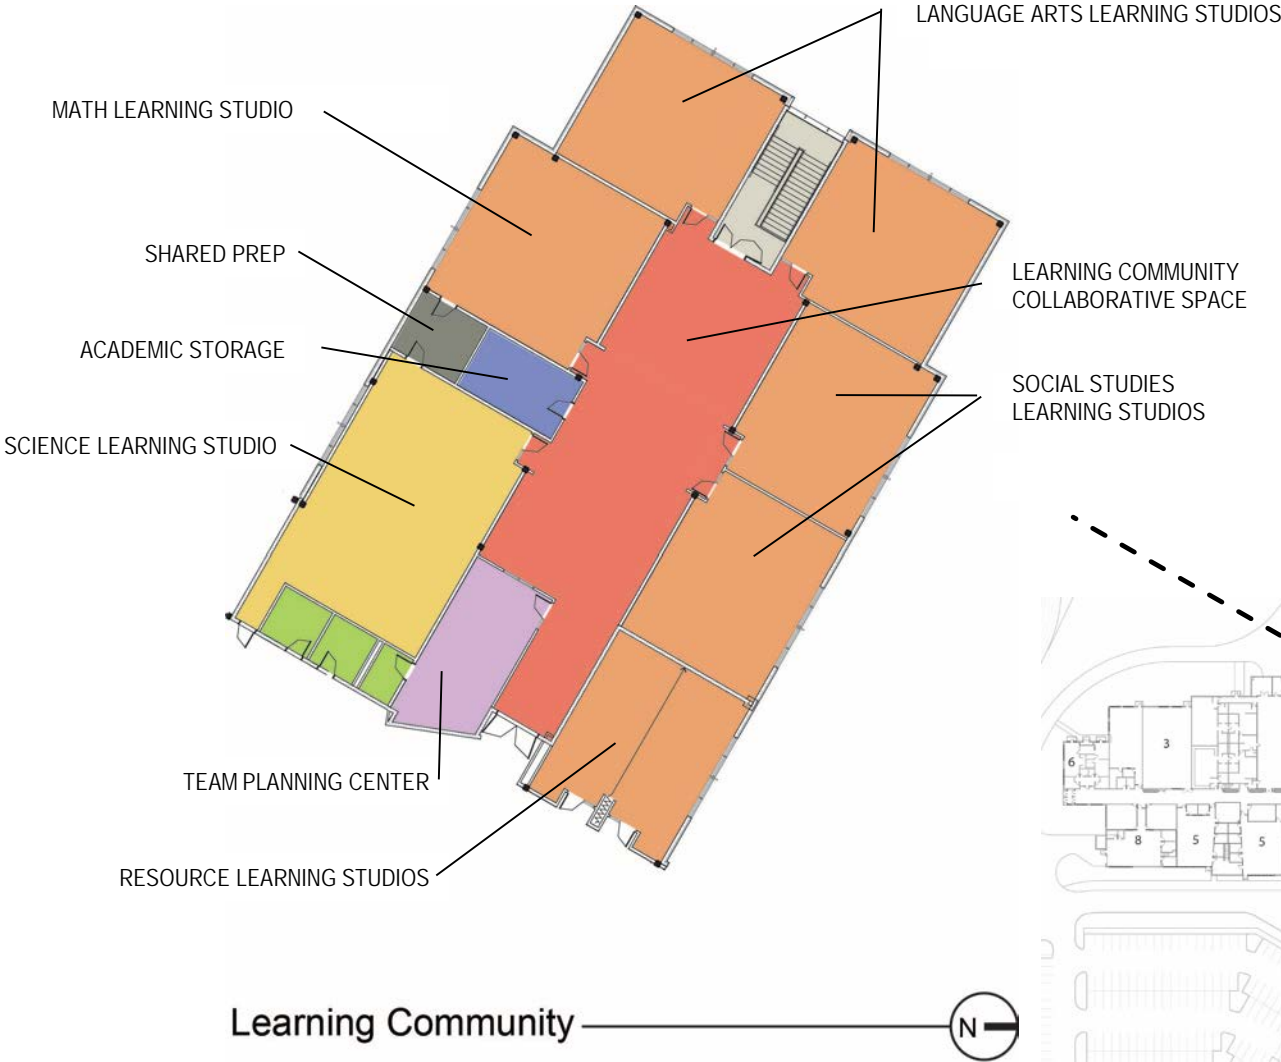 LANGUAGE ARTS LEARNING STUDIOS
MATH LEARNING STUDIO
SHARED PREP
LEARNING COMMUNITY
COLLABORATIVE SPACE
ACADEMIC STORAGE
SOCIAL STUDIES
LEARNING STUDIOS
SCIENCE LEARNING STUDIO
TEAM PLANNING CENTER
RESOURCE LEARNING STUDIOS
3
6
8
5
5
Learning Community
N